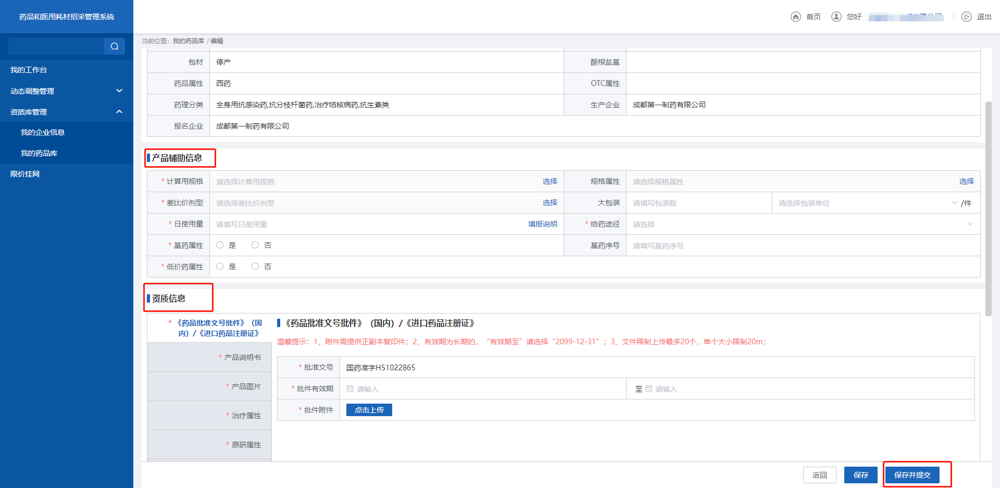 药品和医用耗材招采管理系统
首页
您好
退出
当前位置：我的药品库 / 编辑
我的工作台
动态调整管理
资质库管理
我的企业信息
我的药品库
限价挂网
包材 停产 酸根盐基
药品属性 西药 OTC属性
药理分类 全身用抗感染药,抗分枝杆菌药,治疗结核病药,抗生素类 生产企业 成都第一制药有限公司
报名企业 成都第一制药有限公司
产品辅助信息
* 计算用规格 请选择计算用规格 选择 规格属性 请选择规格属性 选择
* 差比价剂型 请选择差比价剂型 选择 大包装 请填写包装数 请选择包装单位 /件
* 日使用量 请填写日使用量 填报说明 * 给药途径 请选择
* 基药属性 是 否 基药序号 请填写基药序号
* 低价药属性 是 否
资质信息
* 《药品批准文号批件》（国
内）/《进口药品注册证》
* 产品说明书
* 产品图片
* 治疗属性
* 原研属性
《药品批准文号批件》（国内）/《进口药品注册证》
温馨提示：1、附件需提供正副本复印件；2、有效期为长期的，“有效期至”请选择“2099-12-31”；3、文件限制上传最多20个，单个大小限制20m；
* 批准文号 国药准字H51022865
* 批件有效期 请输入 至 请输入
* 批件附件 点击上传
返回 保存 保存并提交